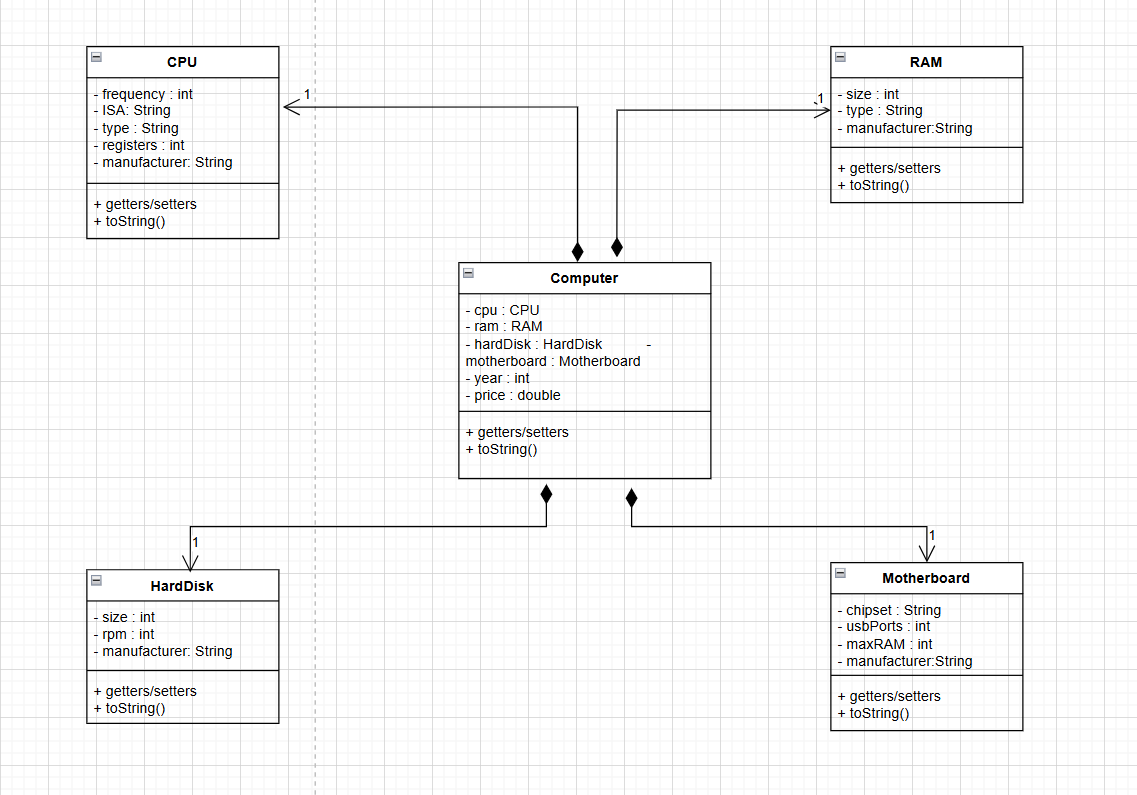 CPU
- frequency : int
- ISA: String
- type : String
- registers : int
- manufacturer: String
+ getters/setters
+ toString()
1
RAM
- size : int
- type : String
- manufacturer:String
+ getters/setters
+ toString()
1
Computer
- cpu : CPU
- ram : RAM
- hardDisk : HardDisk -
motherboard : Motherboard
- year : int
- price : double
+ getters/setters
+ toString()
1
HardDisk
- size : int
- rpm : int
- manufacturer: String
+ getters/setters
+ toString()
1
Motherboard
- chipset : String
- usbPorts : int
- maxRAM : int
- manufacturer:String
+ getters/setters
+ toString()